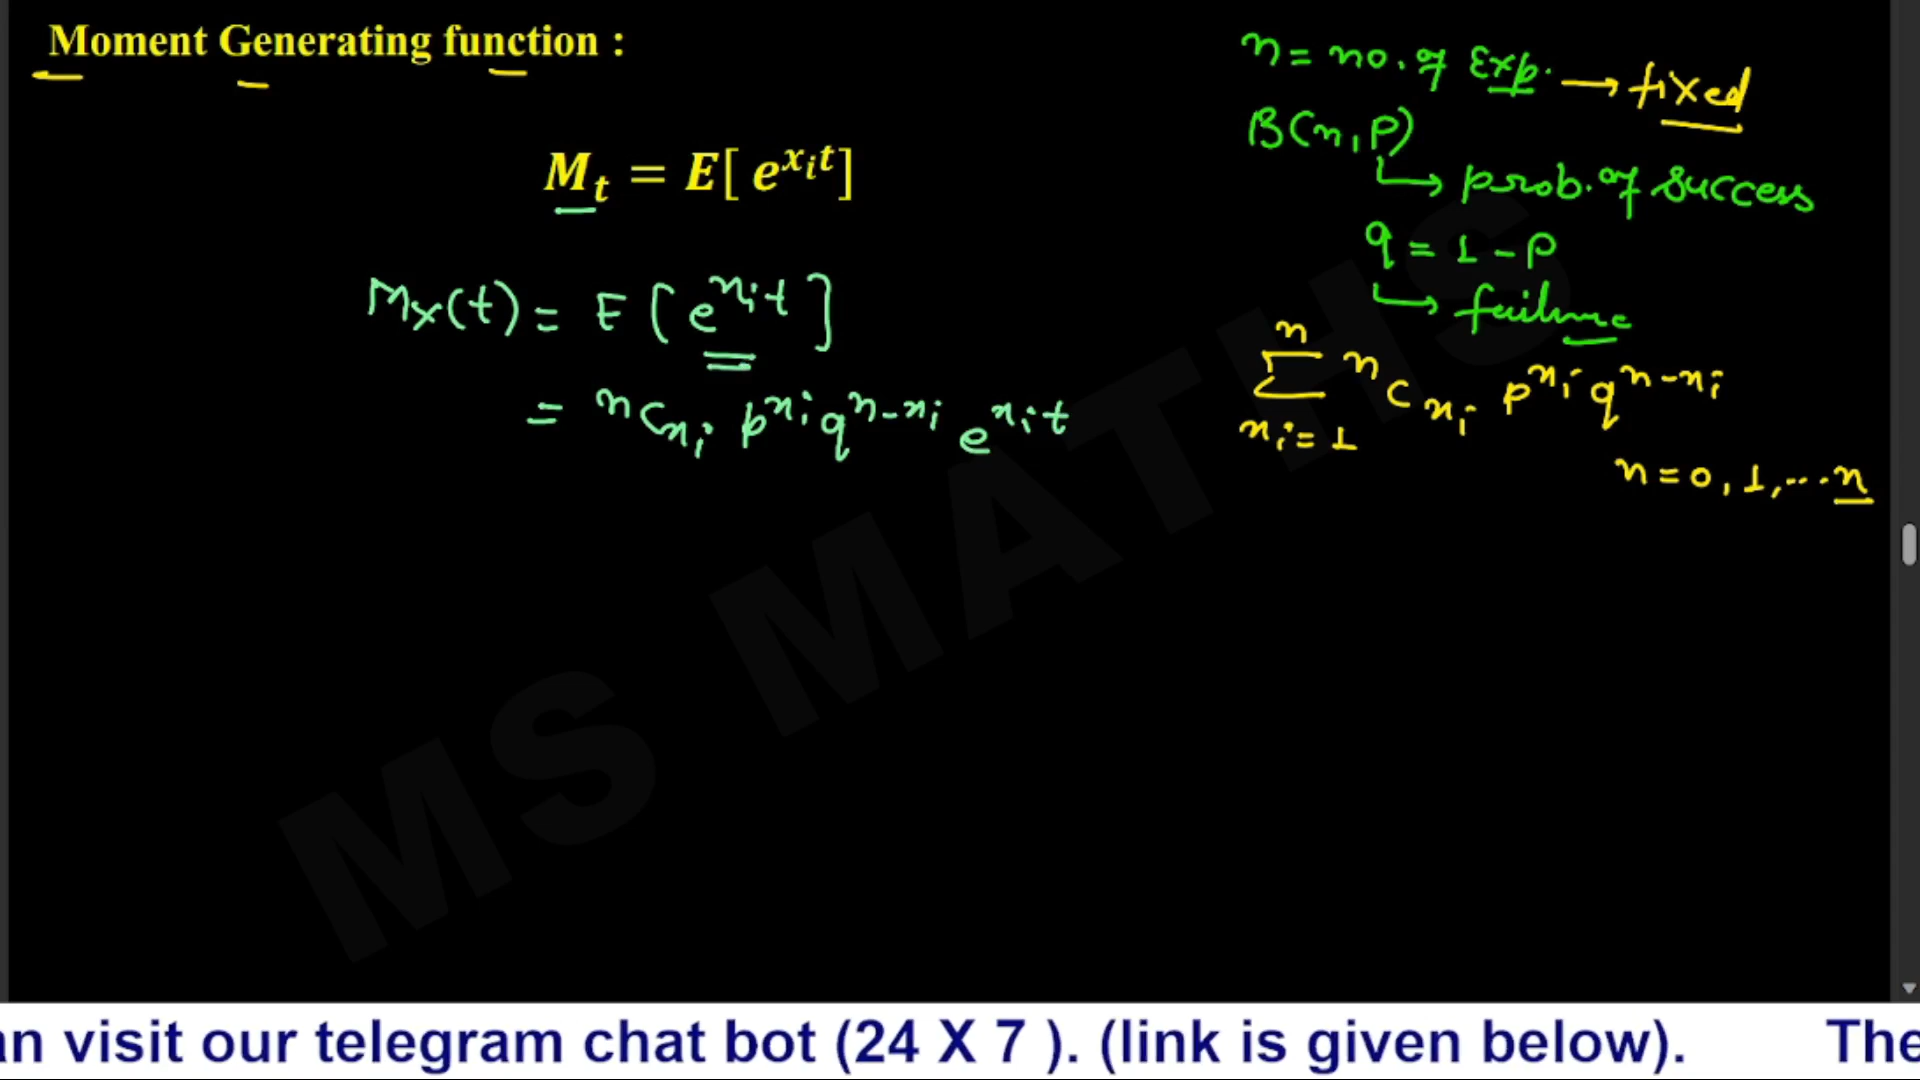 Moment Generating function :
M_t = E[ e^{x_i t} ]
M_X(t) = E [ e^{x_i t} ]
= ^nC_{x_i} p^{x_i} q^{n-x_i} e^{x_i t}
n = no. of Exp. → fixed
B(n, P)
↳ prob. of success
q = 1 - P
↳ failure
\sum_{x_i=1}^{n} ^nC_{x_i} p^{x_i} q^{n-x_i}
n = 0, 1, ... n
MS MATHS
an visit our telegram chat bot (24 X 7 ). (link is given below). The